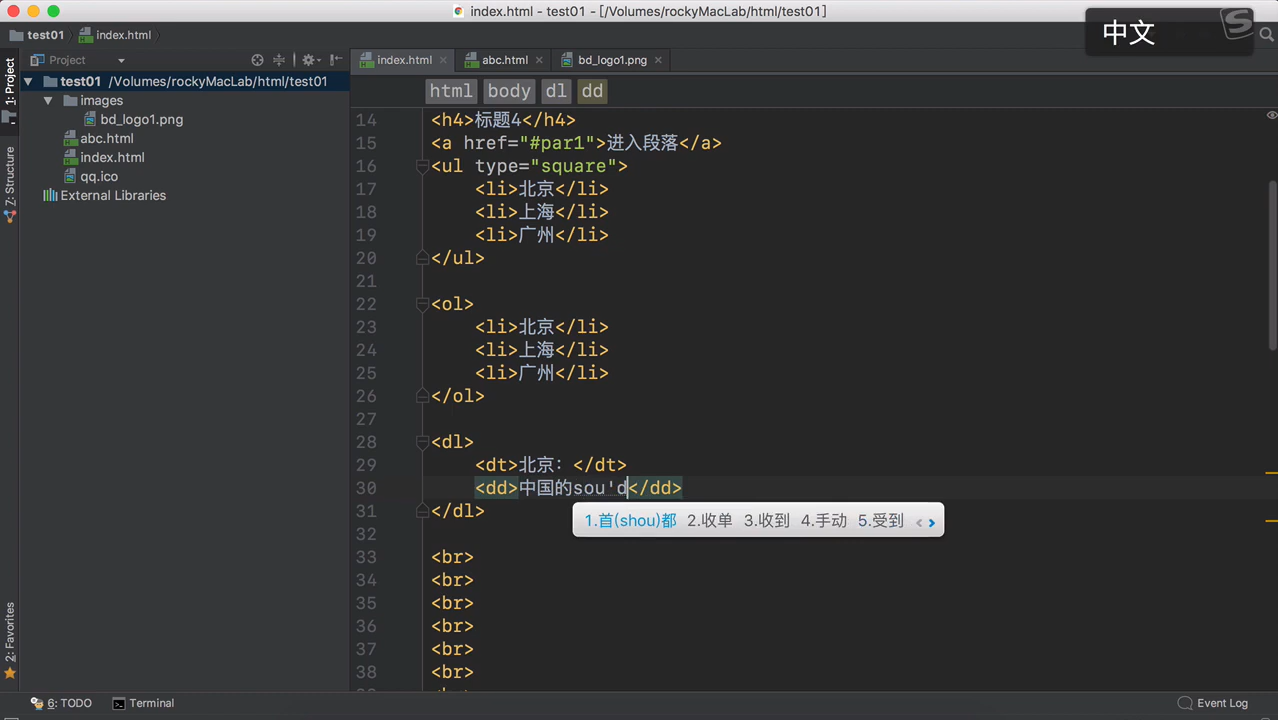 index.html - test01 - [/Volumes/rockyMacLab/html/test01]
中文
test01 index.html
Project
index.html abc.html bd_logo1.png
1: Project
test01 /Volumes/rockyMacLab/html/test01
images
bd_logo1.png
abc.html
index.html
qq.ico
External Libraries
Z: Structure
2: Favorites
html body dl dd
14 <h4>标题4</h4>
15 <a href="#par1">进入段落</a>
16 <ul type="square">
17 <li>北京</li>
18 <li>上海</li>
19 <li>广州</li>
20 </ul>
21
22 <ol>
23 <li>北京</li>
24 <li>上海</li>
25 <li>广州</li>
26 </ol>
27
28 <dl>
29 <dt>北京：</dt>
30 <dd>中国的sou'd</dd>
1.首(shou)都 2.收单 3.收到 4.手动 5.受到
31 </dl>
32
33 <br>
34 <br>
35 <br>
36 <br>
37 <br>
38 <br>
6: TODO Terminal Event Log